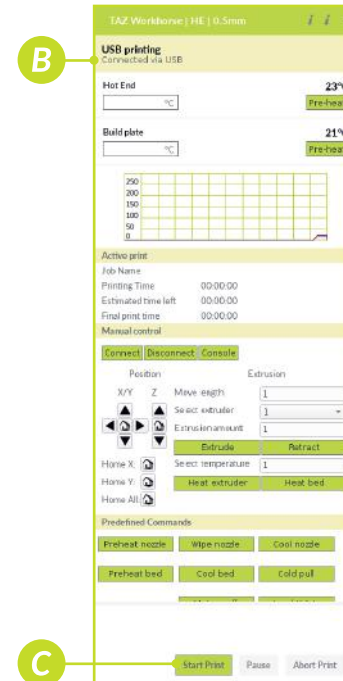 TAZ Workhorse | HE | 0.5mm
B
USB printing
Connected via USB
Hot End 23°
°C Pre-heat
Build plate 21°
°C Pre-heat
250
200
150
100
50
0
Active print
Job Name
Printing Time 00:00:00
Estimated time left 00:00:00
Final print time 00:00:00
Manual control
Connect Disconnect Console
Position Extrusion
X/Y Z Move length 1
Select extruder 1
Extrusion amount 1
Extrude Retract
Home X: Select temperature 1
Home Y: Heat extruder Heat bed
Home All:
Predefined Commands
Preheat nozzle Wipe nozzle Cool nozzle
Preheat bed Cool bed Cold pull
C
Start Print Pause Abort Print